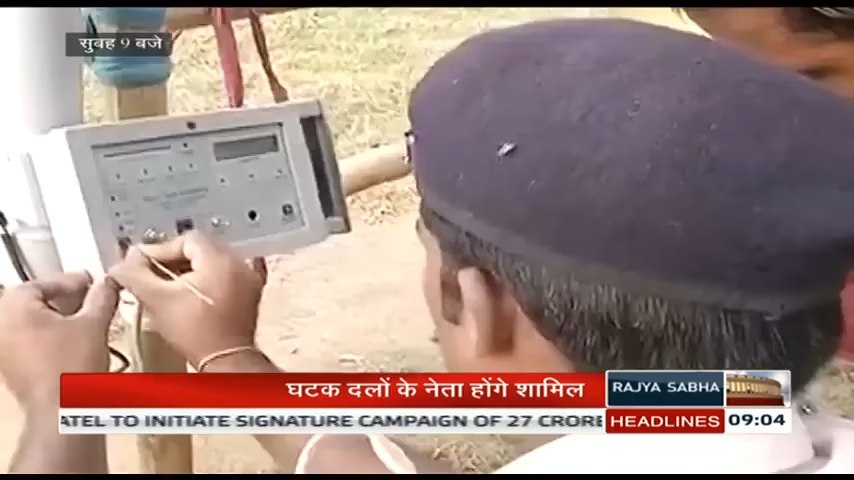 सुबह 9 बजे
घटक दलों के नेता होंगे शामिल
RAJYA SABHA
ATEL TO INITIATE SIGNATURE CAMPAIGN OF 27 CRORE
HEADLINES
09:04